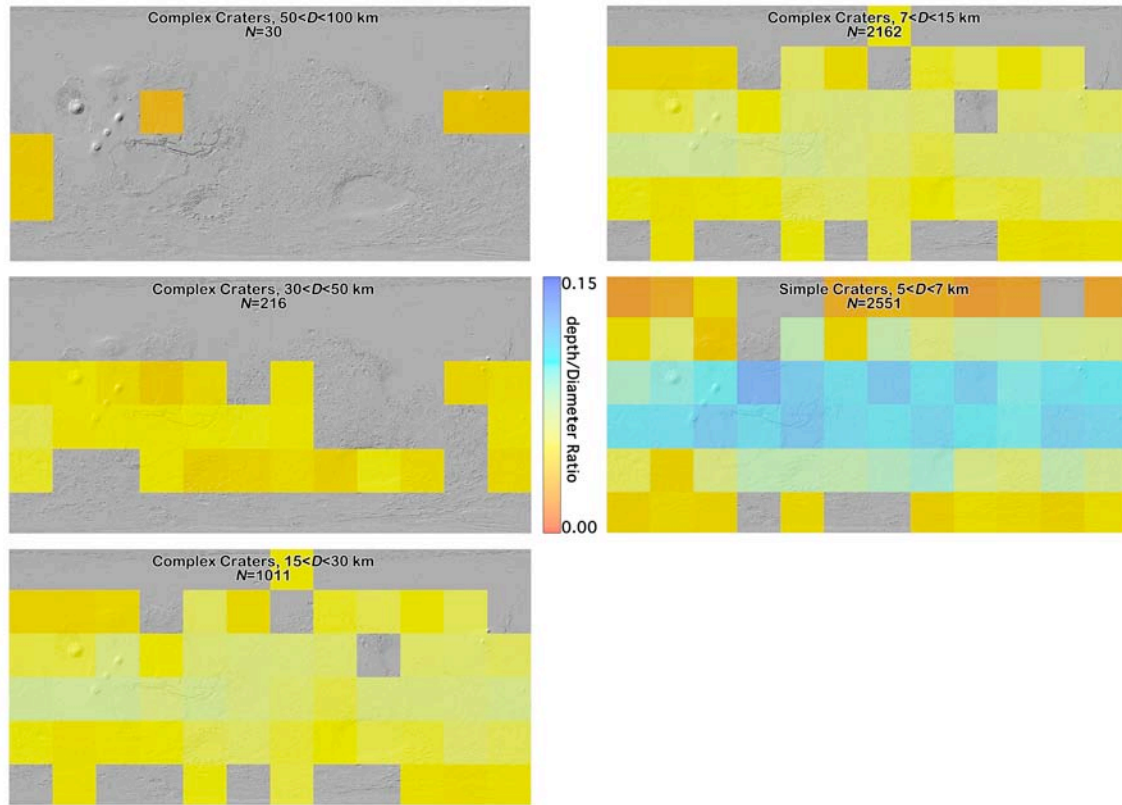 Complex Craters, 50<D<100 km
N=30
Complex Craters, 7<D<15 km
N=2162
Complex Craters, 30<D<50 km
N=216
0.15
depth/Diameter Ratio
0.00
Simple Craters, 5<D<7 km
N=2551
Complex Craters, 15<D<30 km
N=1011